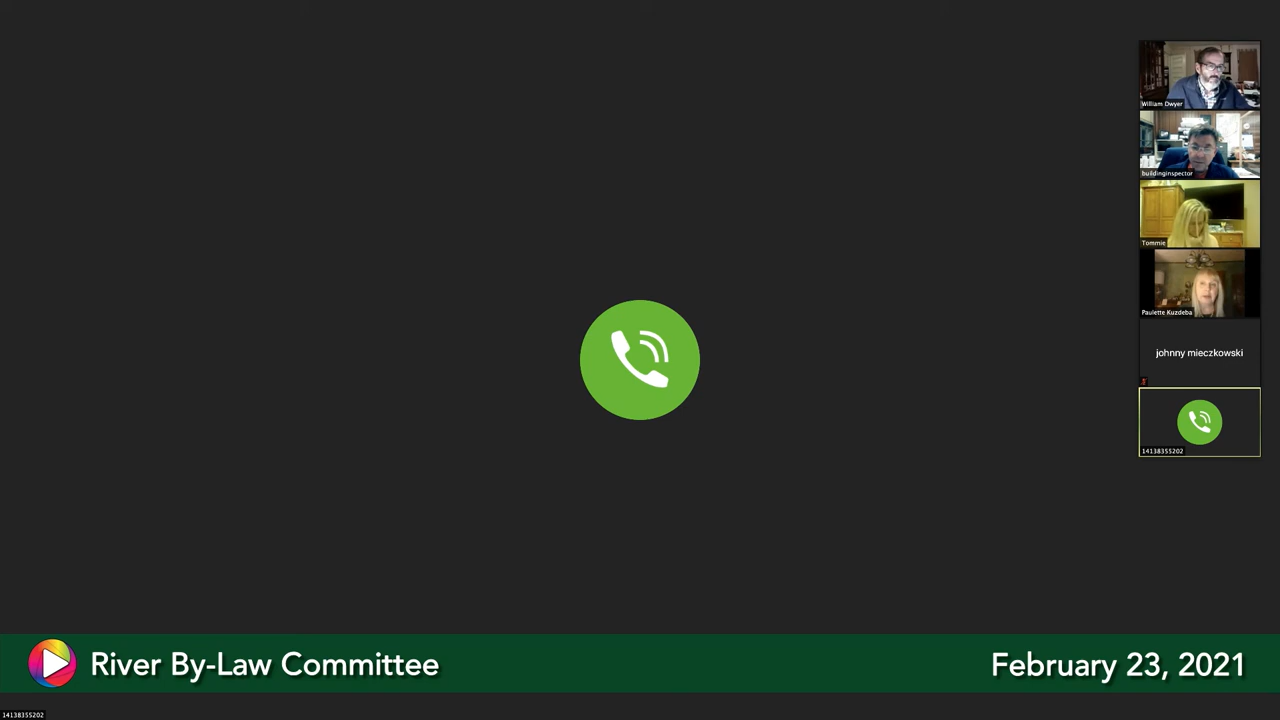 William Dwyer
buildinginspector
Tommie
Paulette Kuzdeba
johnny mieczkowski
14138355202
River By-Law Committee
February 23, 2021
14138355202